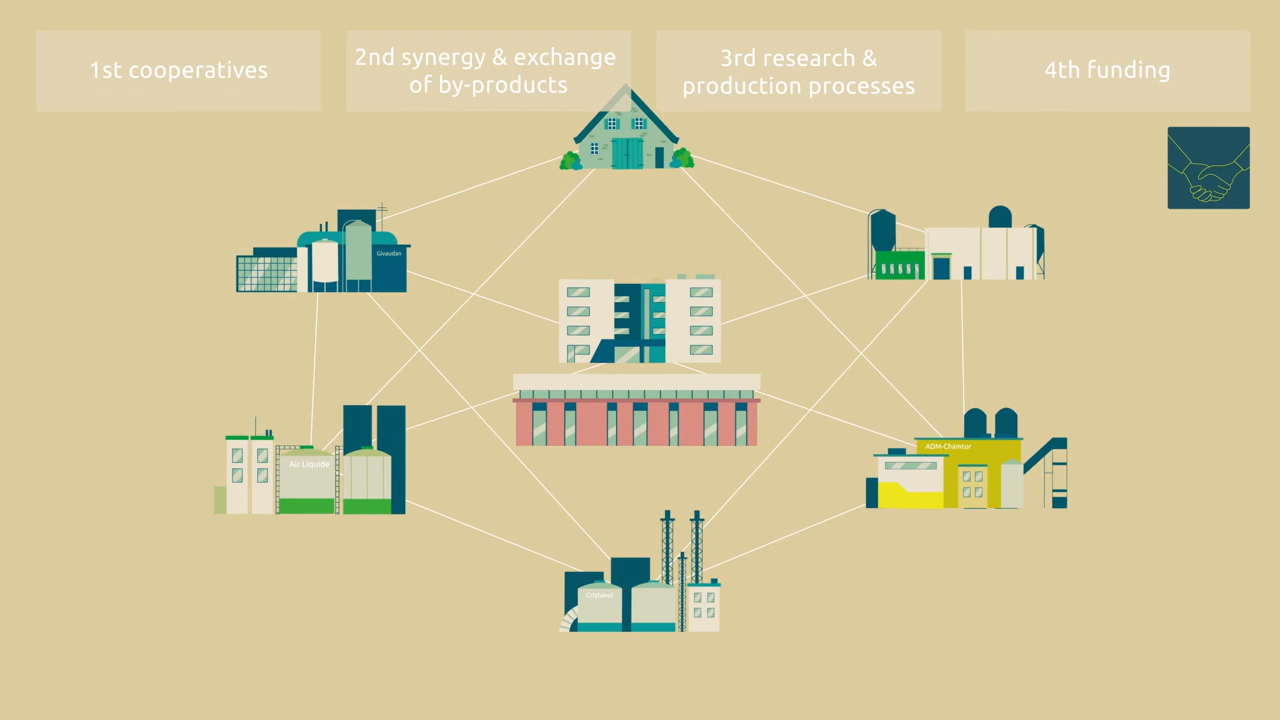 1st cooperatives
2nd synergy & exchange
of by-products
3rd research &
production processes
4th funding
Givaudan
Air Liquide
ADM-Chamtor
Cristanol